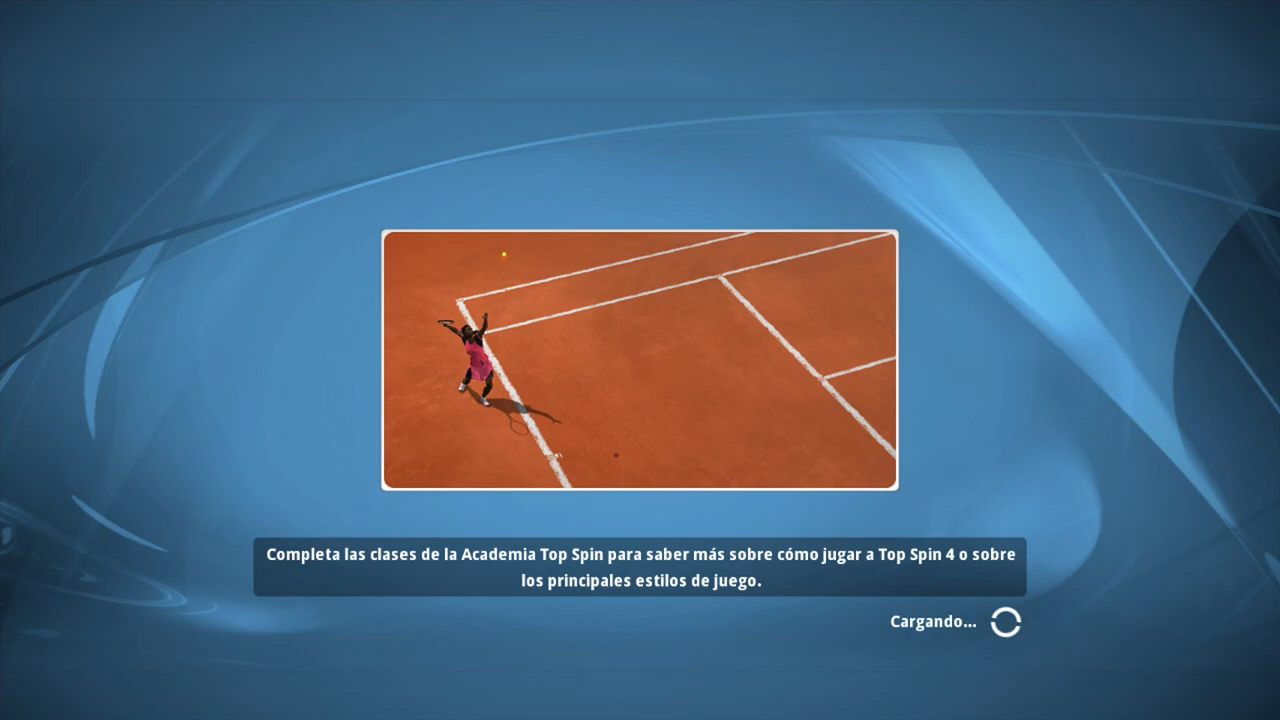 Completa las clases de la Academia Top Spin para saber más sobre cómo jugar a Top Spin 4 o sobre
los principales estilos de juego.
Cargando...